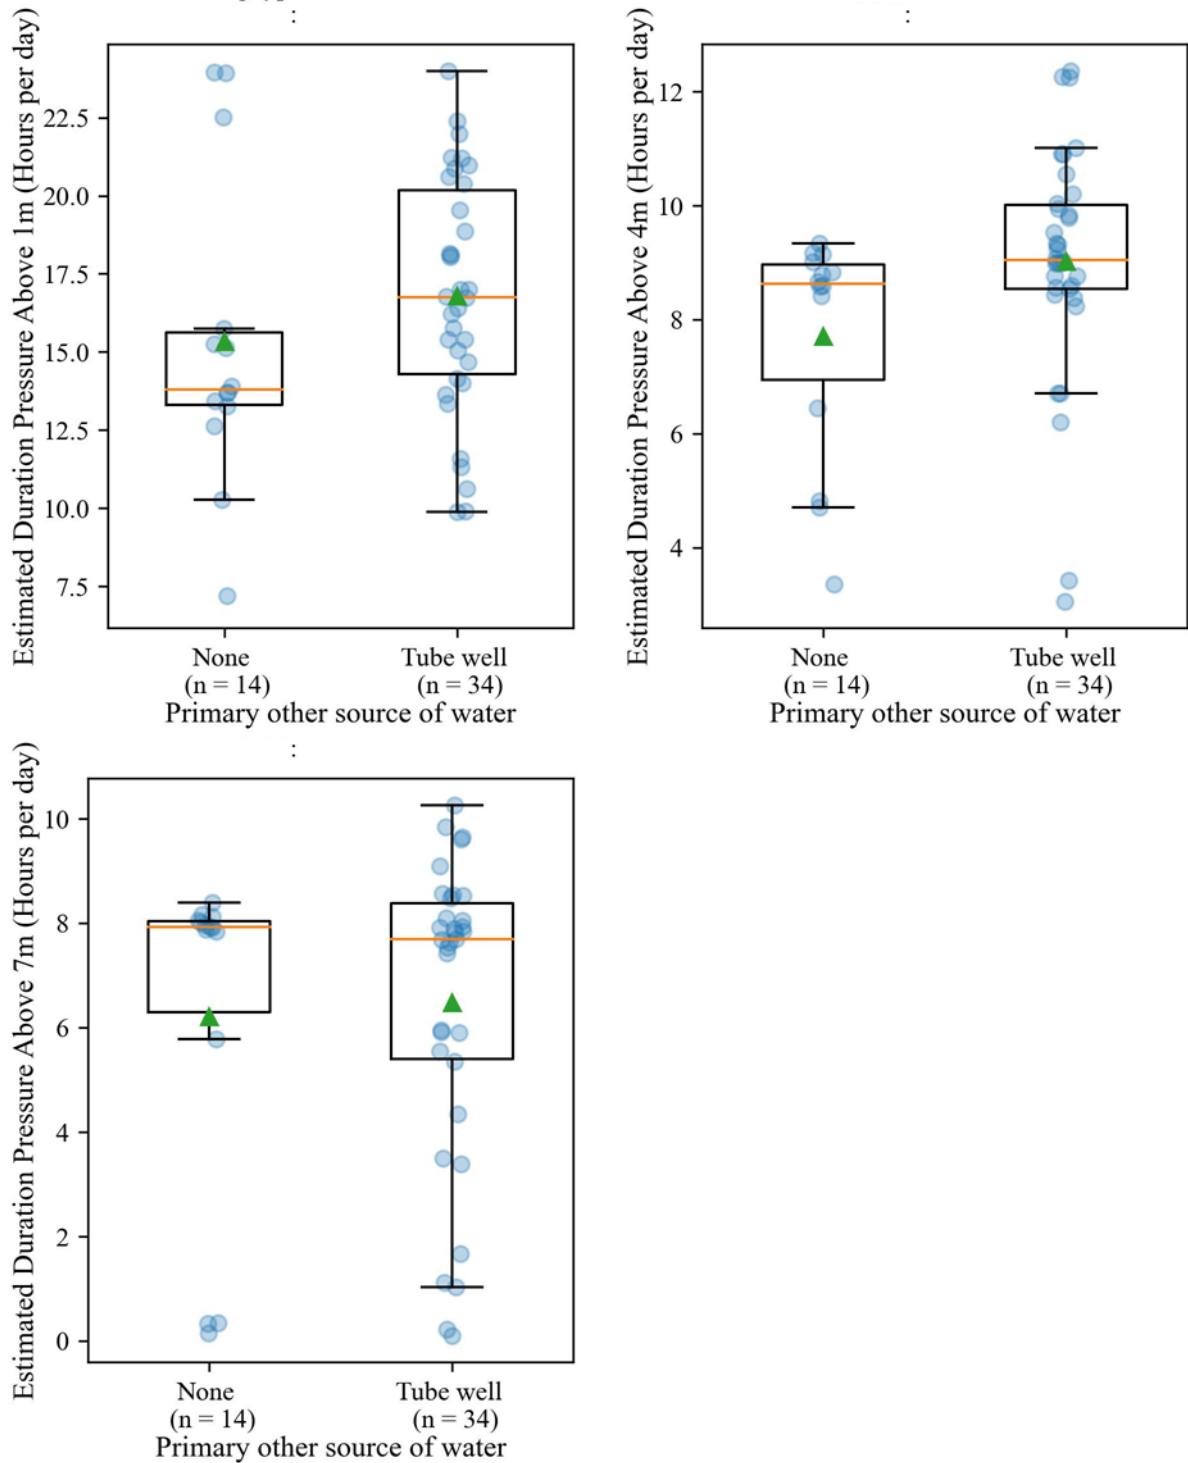 :
Estimated Duration Pressure Above 1m (Hours per day)
22.5
20.0
17.5
15.0
12.5
10.0
7.5
None
(n = 14)
Tube well
(n = 34)
Primary other source of water
:
Estimated Duration Pressure Above 4m (Hours per day)
12
10
8
6
4
None
(n = 14)
Tube well
(n = 34)
Primary other source of water
:
Estimated Duration Pressure Above 7m (Hours per day)
10
8
6
4
2
0
None
(n = 14)
Tube well
(n = 34)
Primary other source of water